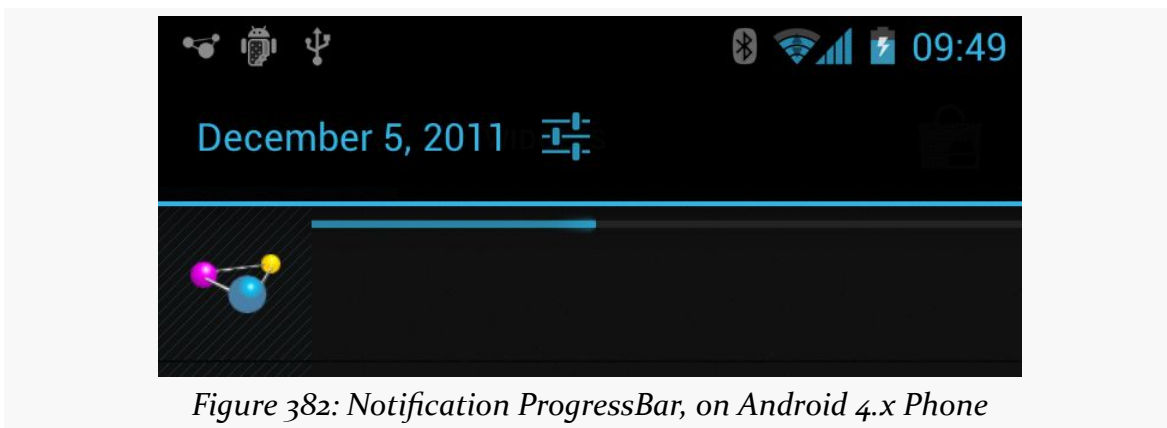 09:49
December 5, 2011
Figure 382: Notification ProgressBar, on Android 4.x Phone